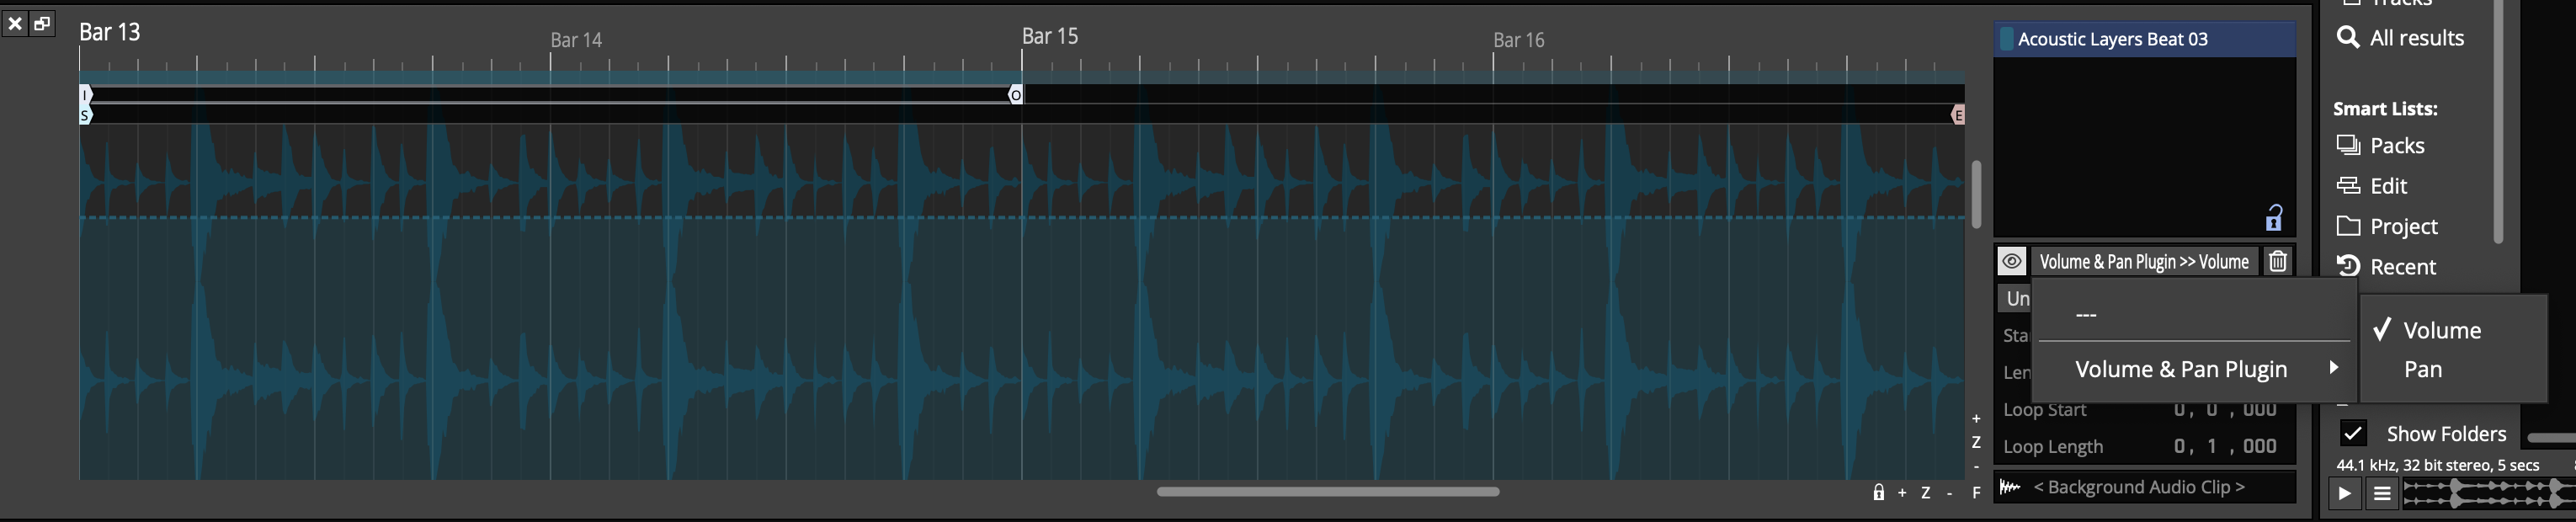 Bar 13
Bar 14
Bar 15
Bar 16
I
O
S
E
+
Z
-
+ Z - F
Acoustic Layers Beat 03
Volume & Pan Plugin >> Volume
Un
---
Volume & Pan Plugin
Volume
Pan
Sta
Len
Loop Start 0, 0, 000
Loop Length 0, 1, 000
< Background Audio Clip >
Tracks
All results
Smart Lists:
Packs
Edit
Project
Recent
Show Folders
44.1 kHz, 32 bit stereo, 5 secs